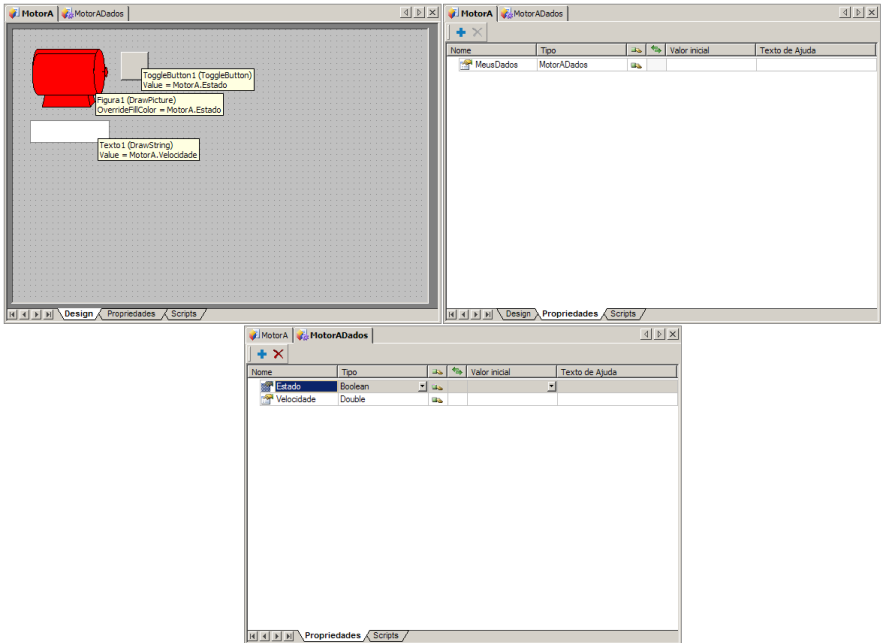 MotorA MotorADados
ToggleButton1 (ToggleButton)
Value = MotorA.Estado
Figura1 (DrawPicture)
OverrideFillColor = MotorA.Estado
Texto1 (DrawString)
Value = MotorA.Velocidade
Design Propriedades Scripts
MotorA MotorADados
Nome Tipo Valor inicial Texto de Ajuda
MeusDados MotorADados
Design Propriedades Scripts
MotorA MotorADados
Nome Tipo Valor inicial Texto de Ajuda
Estado Boolean
Velocidade Double
Propriedades Scripts